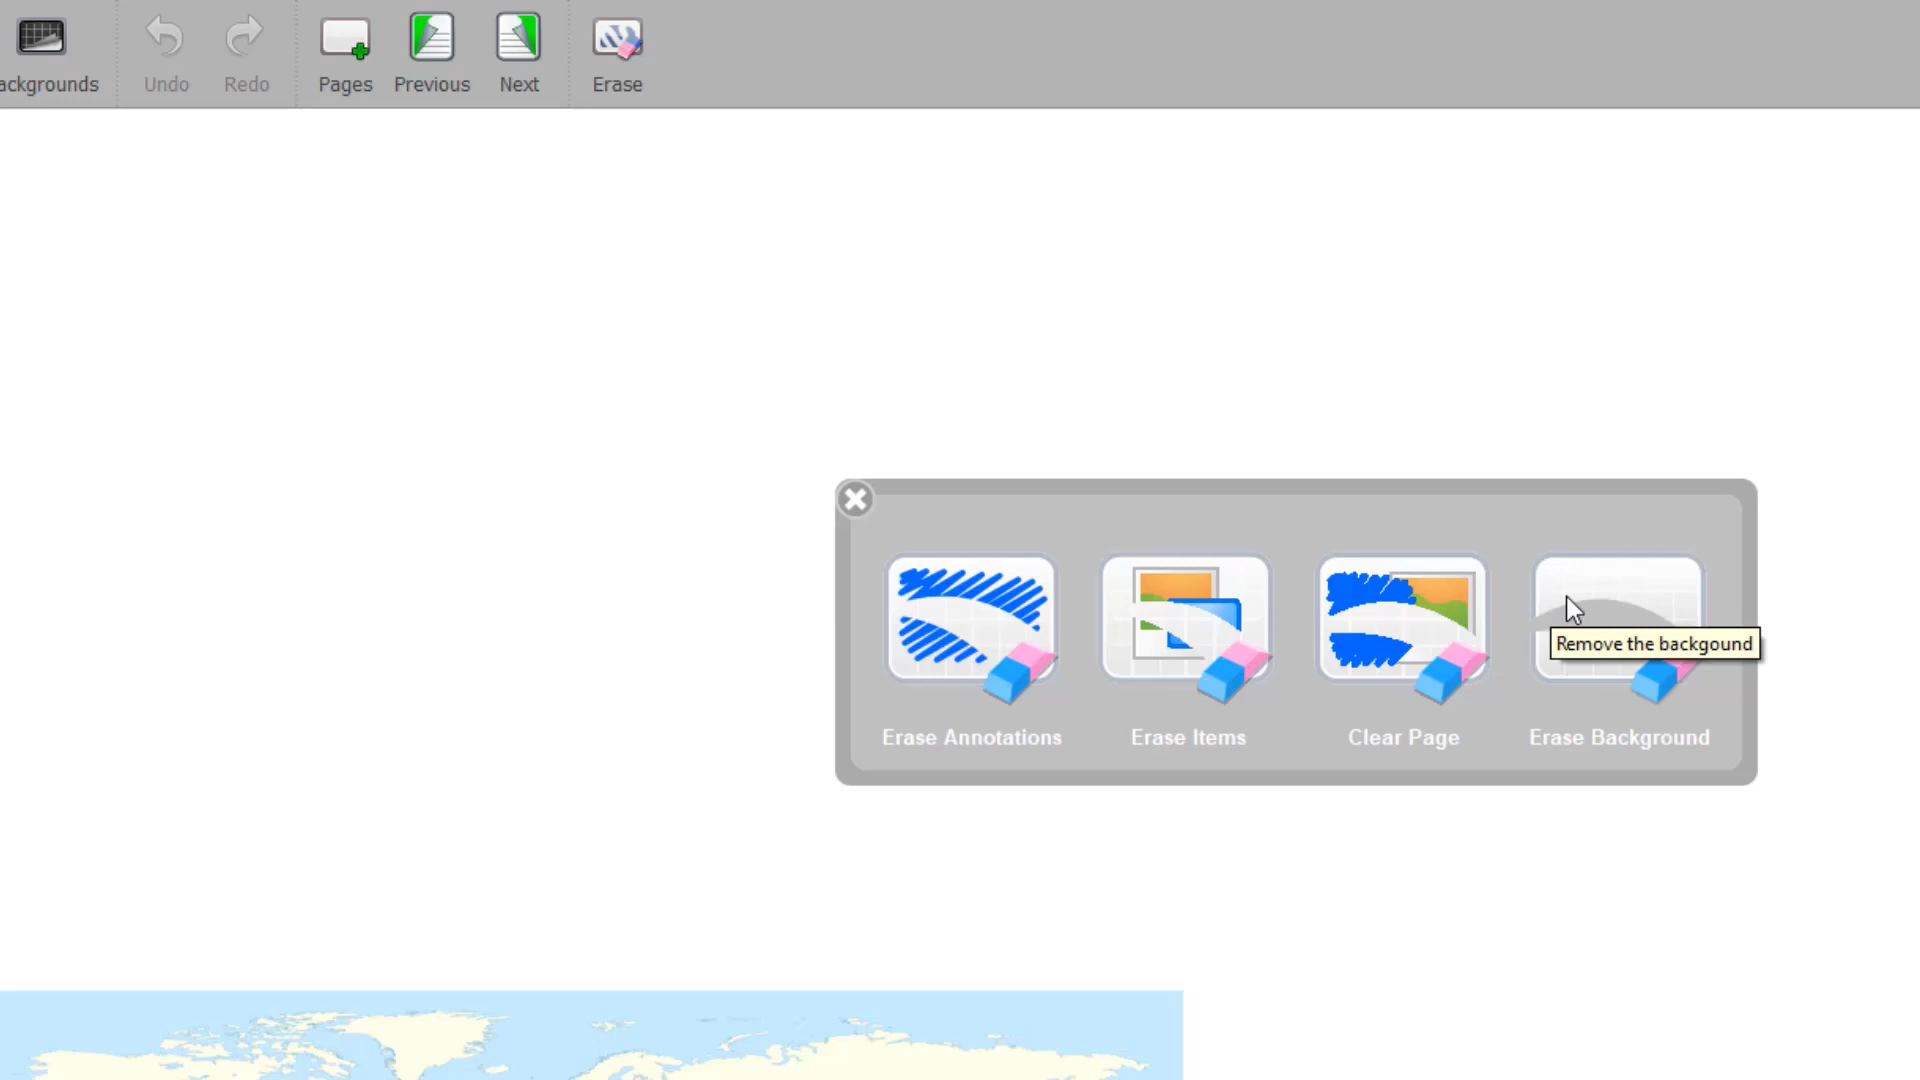 ackgrounds
Undo
Redo
Pages
Previous
Next
Erase
Remove the backgound
Erase Annotations
Erase Items
Clear Page
Erase Background